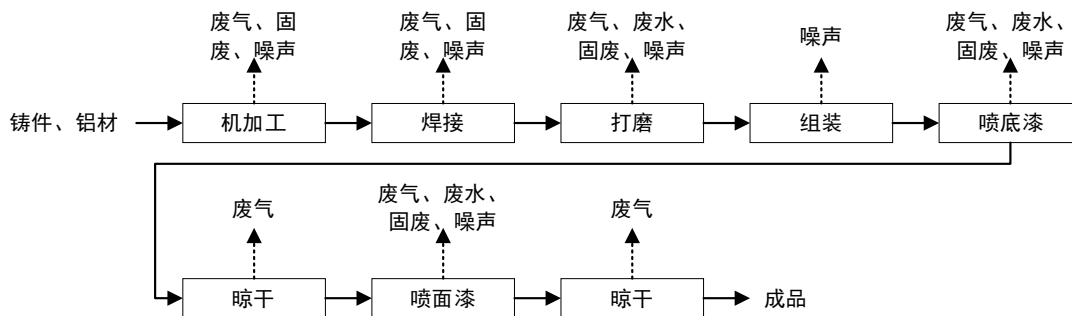 废气、固
废、噪声
废气、固
废、噪声
废气、废水、
固废、噪声
噪声
废气、废水、
固废、噪声
铸件、铝材
机加工
焊接
打磨
组装
喷底漆
废气
废气、废水、
固废、噪声
废气
晾干
喷面漆
晾干
成品